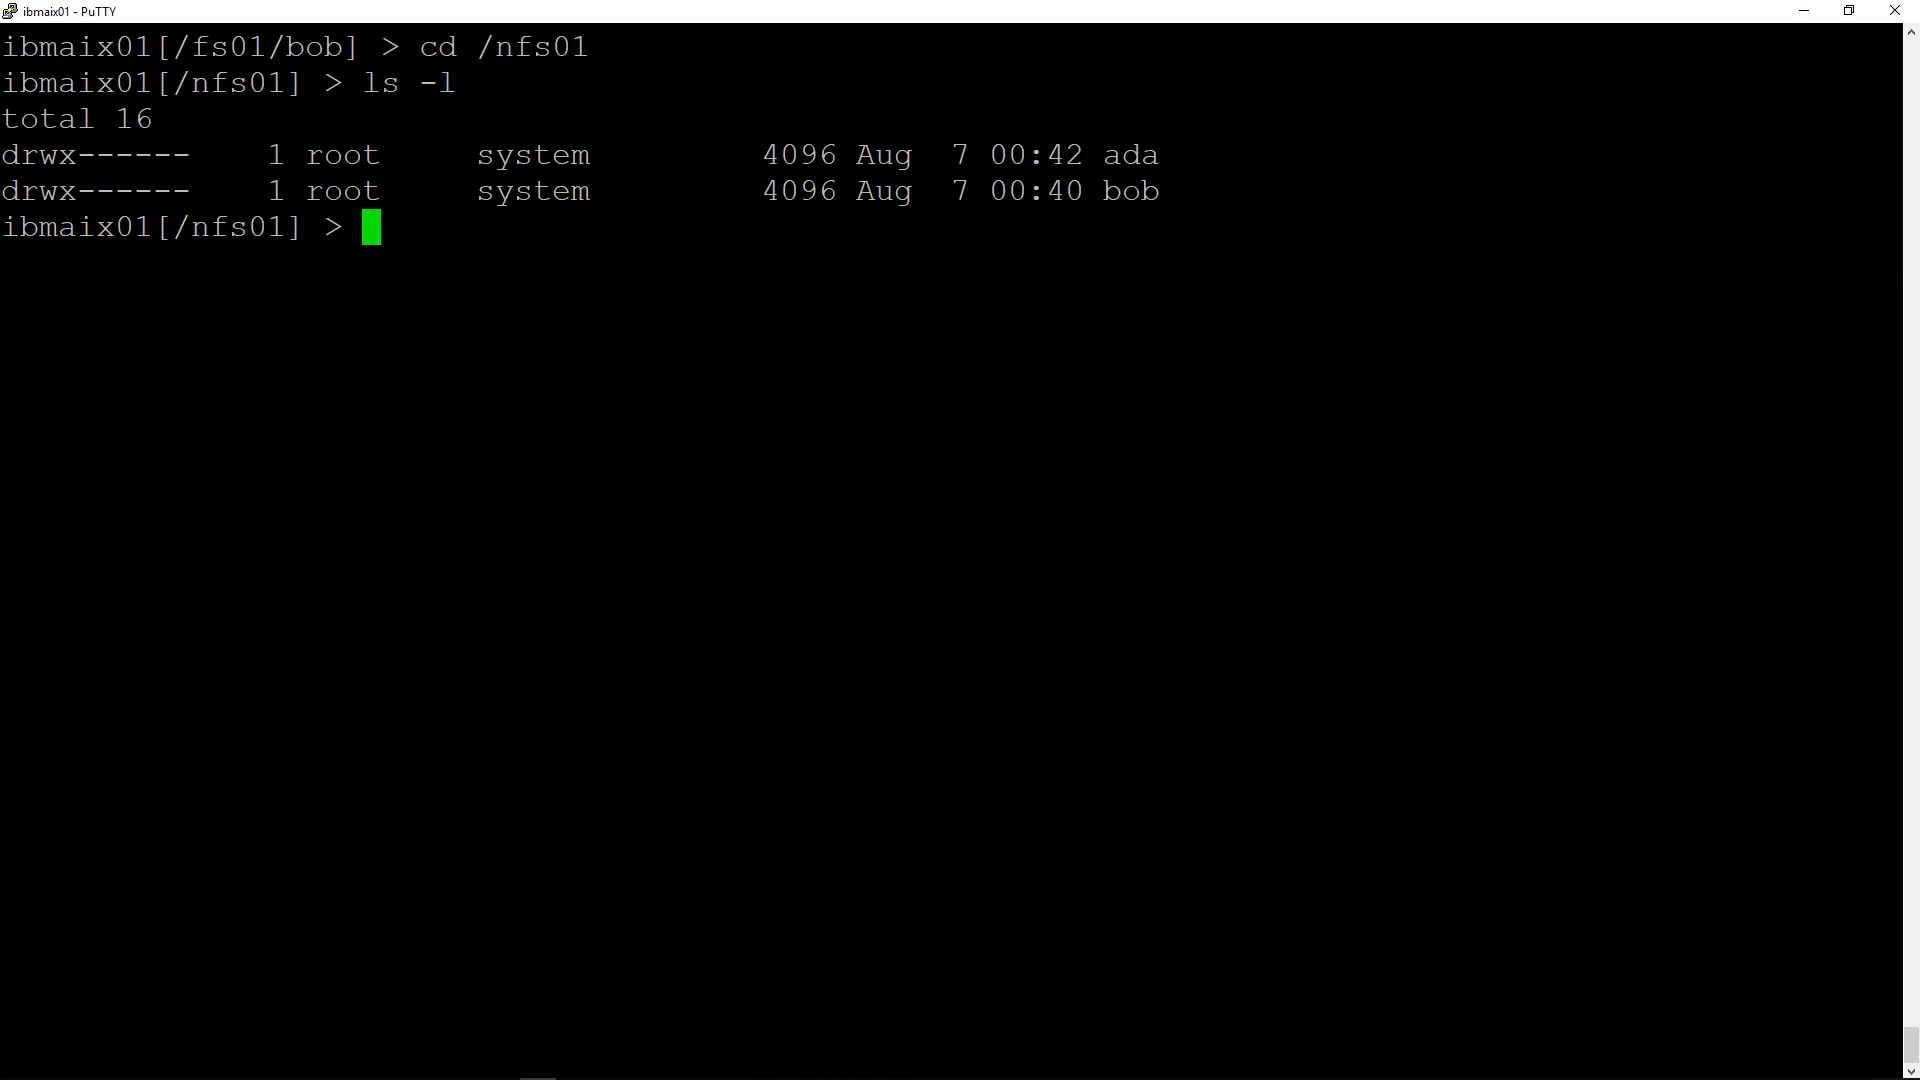 ibmaix01 - PuTTY
ibmaix01[/fs01/bob] > cd /nfs01
ibmaix01[/nfs01] > ls -l
total 16
drwx------    1 root     system         4096 Aug  7 00:42 ada
drwx------    1 root     system         4096 Aug  7 00:40 bob
ibmaix01[/nfs01] >